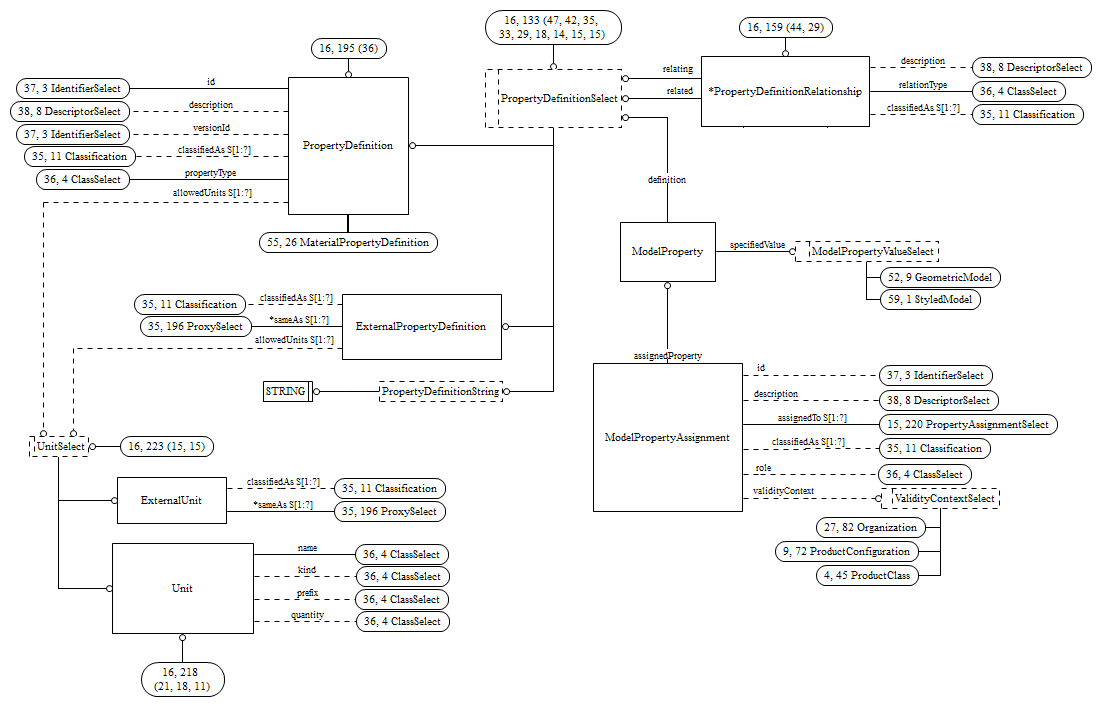 16, 133 (47, 42, 35,
33, 29, 18, 14, 15, 15)
16, 159 (44, 29)
16, 195 (36)
37, 3 IdentifierSelect
id
38, 8 DescriptorSelect
description
37, 3 IdentifierSelect
versionId
35, 11 Classification
classifiedAs S[1:?]
36, 4 ClassSelect
propertyType
allowedUnits S[1:?]
PropertyDefinition
55, 26 MaterialPropertyDefinition
PropertyDefinitionSelect
relating
related
*PropertyDefinitionRelationship
description
38, 8 DescriptorSelect
relationType
36, 4 ClassSelect
classifiedAs S[1:?]
35, 11 Classification
definition
ModelProperty
specifiedValue
ModelPropertyValueSelect
52, 9 GeometricModel
59, 1 StyledModel
35, 11 Classification
classifiedAs S[1:?]
35, 196 ProxySelect
*sameAs S[1:?]
allowedUnits S[1:?]
ExternalPropertyDefinition
STRING
PropertyDefinitionString
assignedProperty
ModelPropertyAssignment
id
37, 3 IdentifierSelect
description
38, 8 DescriptorSelect
assignedTo S[1:?]
15, 220 PropertyAssignmentSelect
classifiedAs S[1:?]
35, 11 Classification
role
36, 4 ClassSelect
validityContext
ValidityContextSelect
27, 82 Organization
9, 72 ProductConfiguration
4, 45 ProductClass
UnitSelect
16, 223 (15, 15)
ExternalUnit
classifiedAs S[1:?]
35, 11 Classification
*sameAs S[1:?]
35, 196 ProxySelect
Unit
name
36, 4 ClassSelect
kind
36, 4 ClassSelect
prefix
36, 4 ClassSelect
quantity
36, 4 ClassSelect
16, 218
(21, 18, 11)